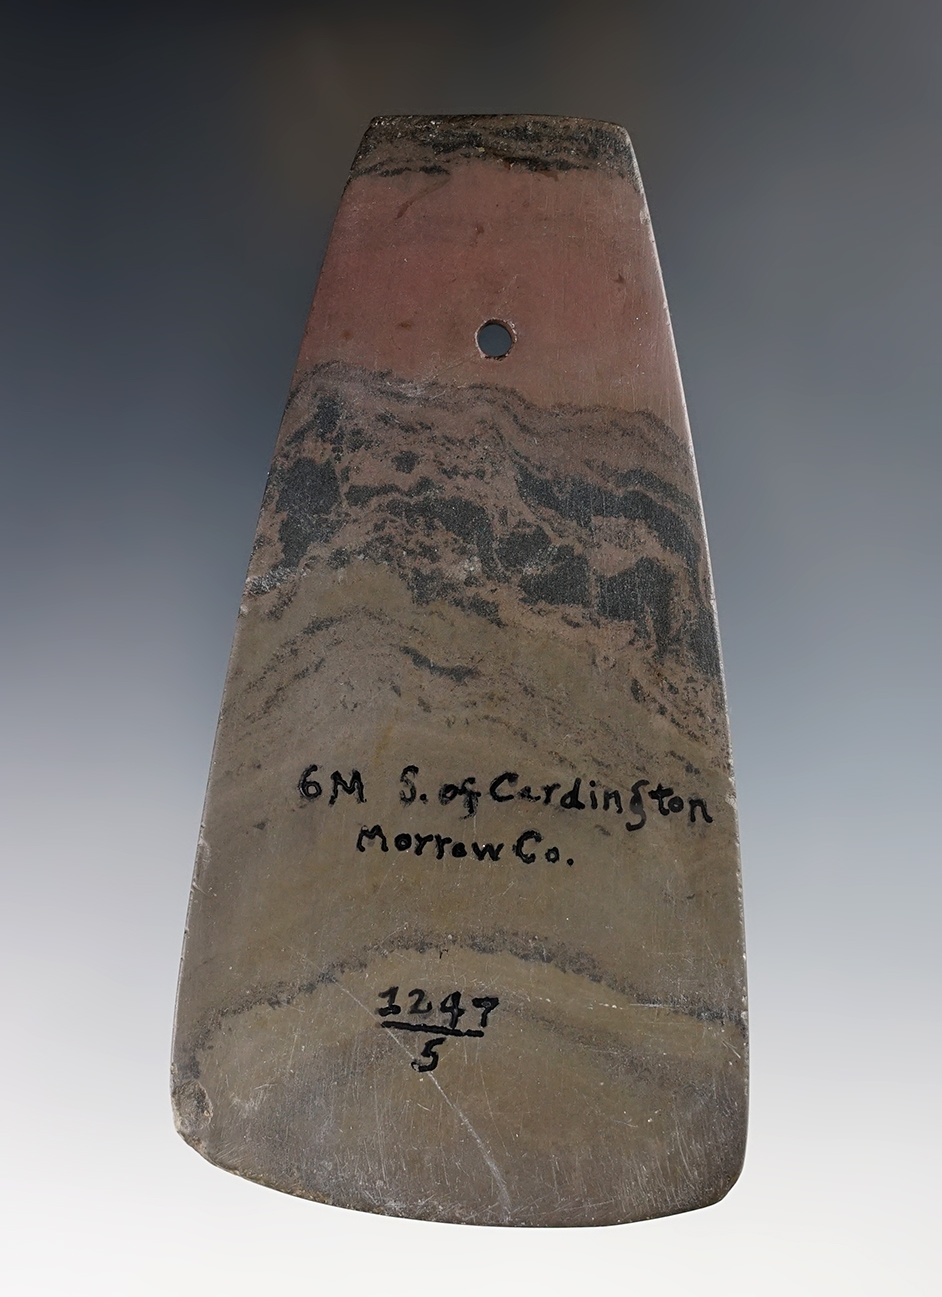 6M S. of Cardington
Morrow Co.
1247
5